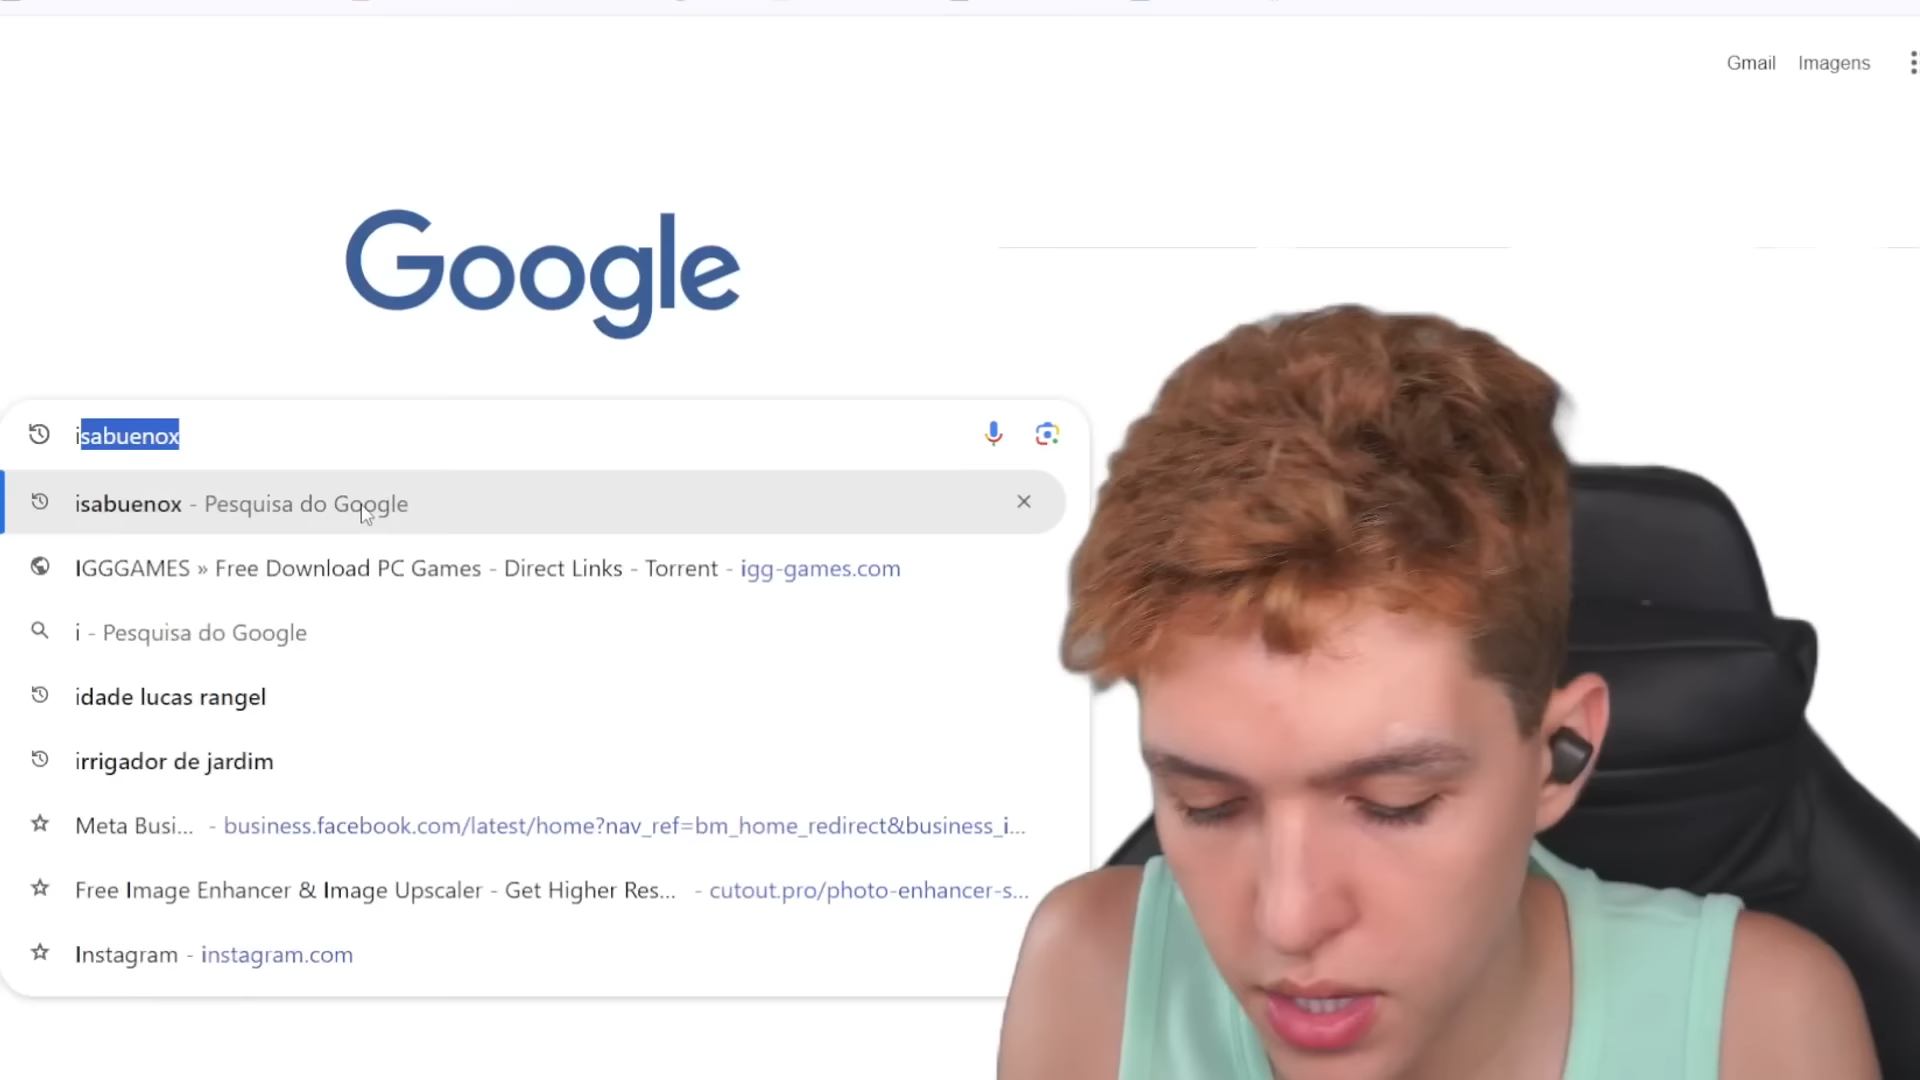 Gmail Imagens
Google
isabuenox
isabuenox - Pesquisa do Google
IGGGAMES » Free Download PC Games - Direct Links - Torrent - igg-games.com
i - Pesquisa do Google
idade lucas rangel
irrigador de jardim
Meta Busi... - business.facebook.com/latest/home?nav_ref=bm_home_redirect&business_i...
Free Image Enhancer & Image Upscaler - Get Higher Res... - cutout.pro/photo-enhancer-s...
Instagram - instagram.com